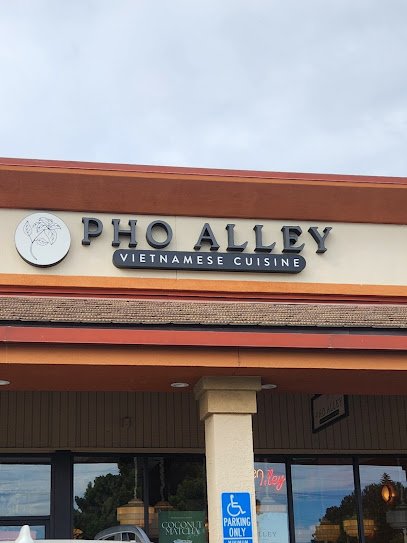 PHO ALLEY
VIETNAMESE CUISINE
COCONUT
MATCHA
PARKING
ONLY